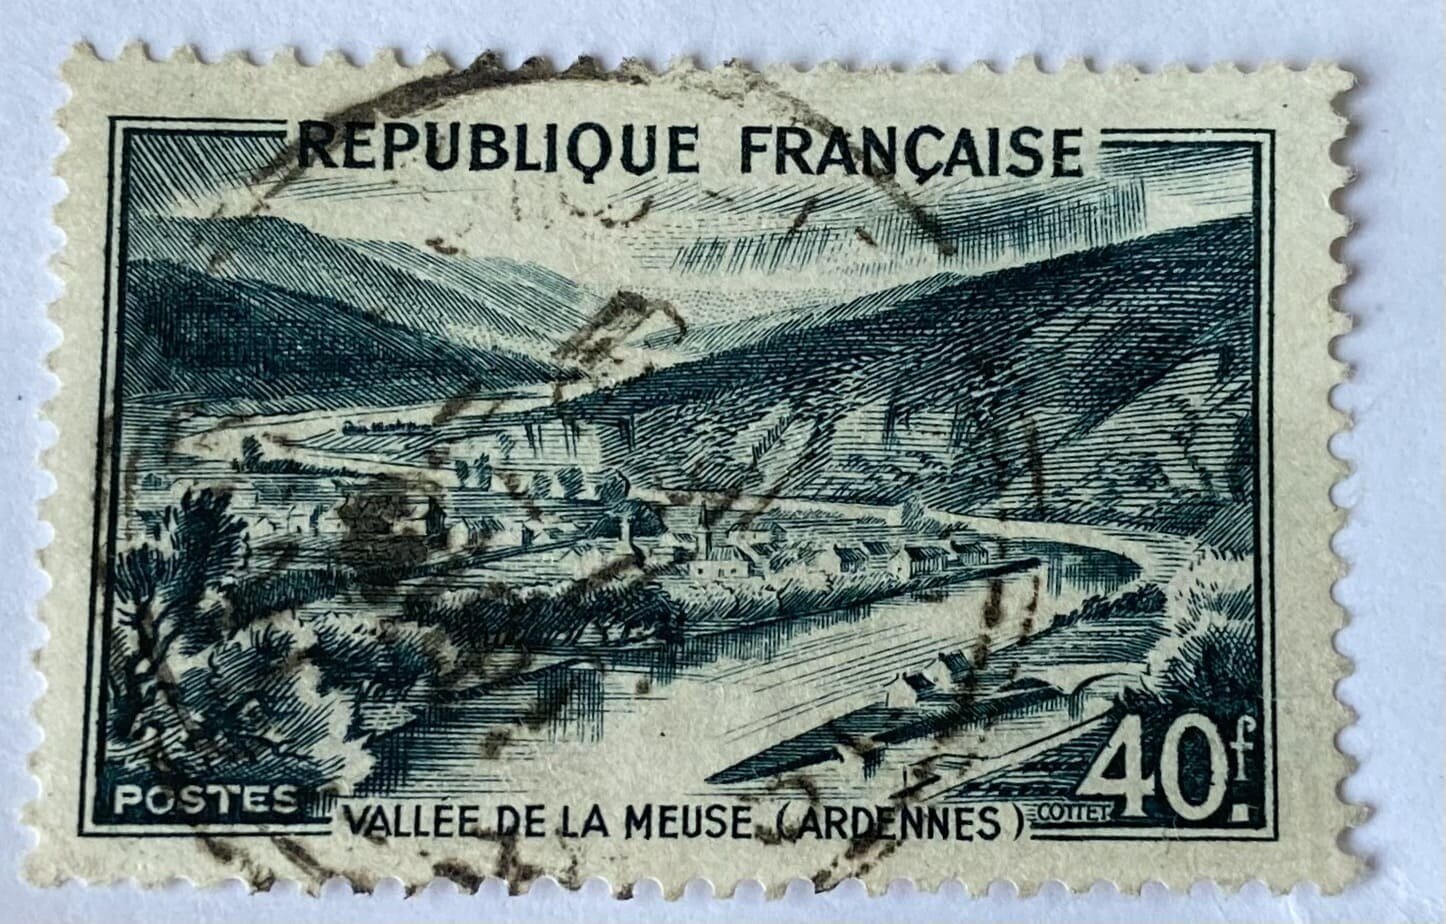 REPUBLIQUE FRANÇAISE
40f
POSTES
VALLÉE DE LA MEUSE (ARDENNES)
COTTET